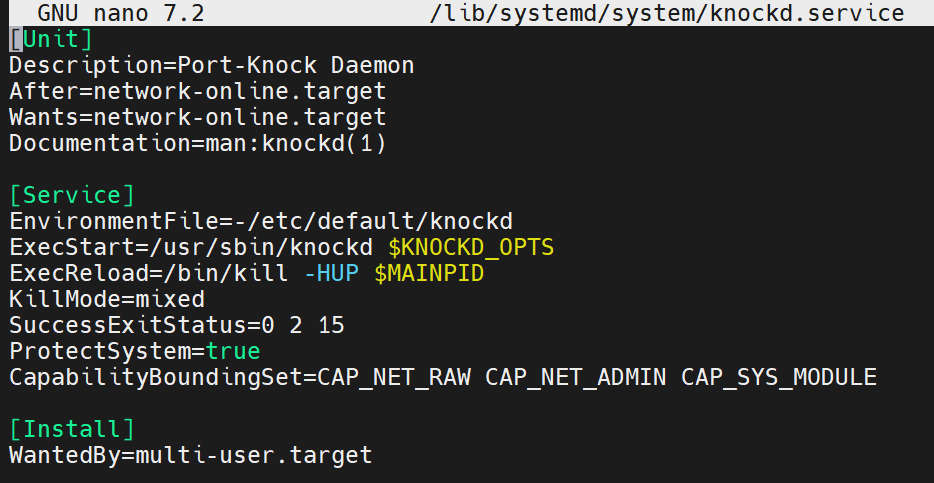 GNU nano 7.2 /lib/systemd/system/knockd.service
[Unit]
Description=Port-Knock Daemon
After=network-online.target
Wants=network-online.target
Documentation=man:knockd(1)
[Service]
EnvironmentFile=-/etc/default/knockd
ExecStart=/usr/sbin/knockd $KNOCKD_OPTS
ExecReload=/bin/kill -HUP $MAINPID
KillMode=mixed
SuccessExitStatus=0 2 15
ProtectSystem=true
CapabilityBoundingSet=CAP_NET_RAW CAP_NET_ADMIN CAP_SYS_MODULE
[Install]
WantedBy=multi-user.target